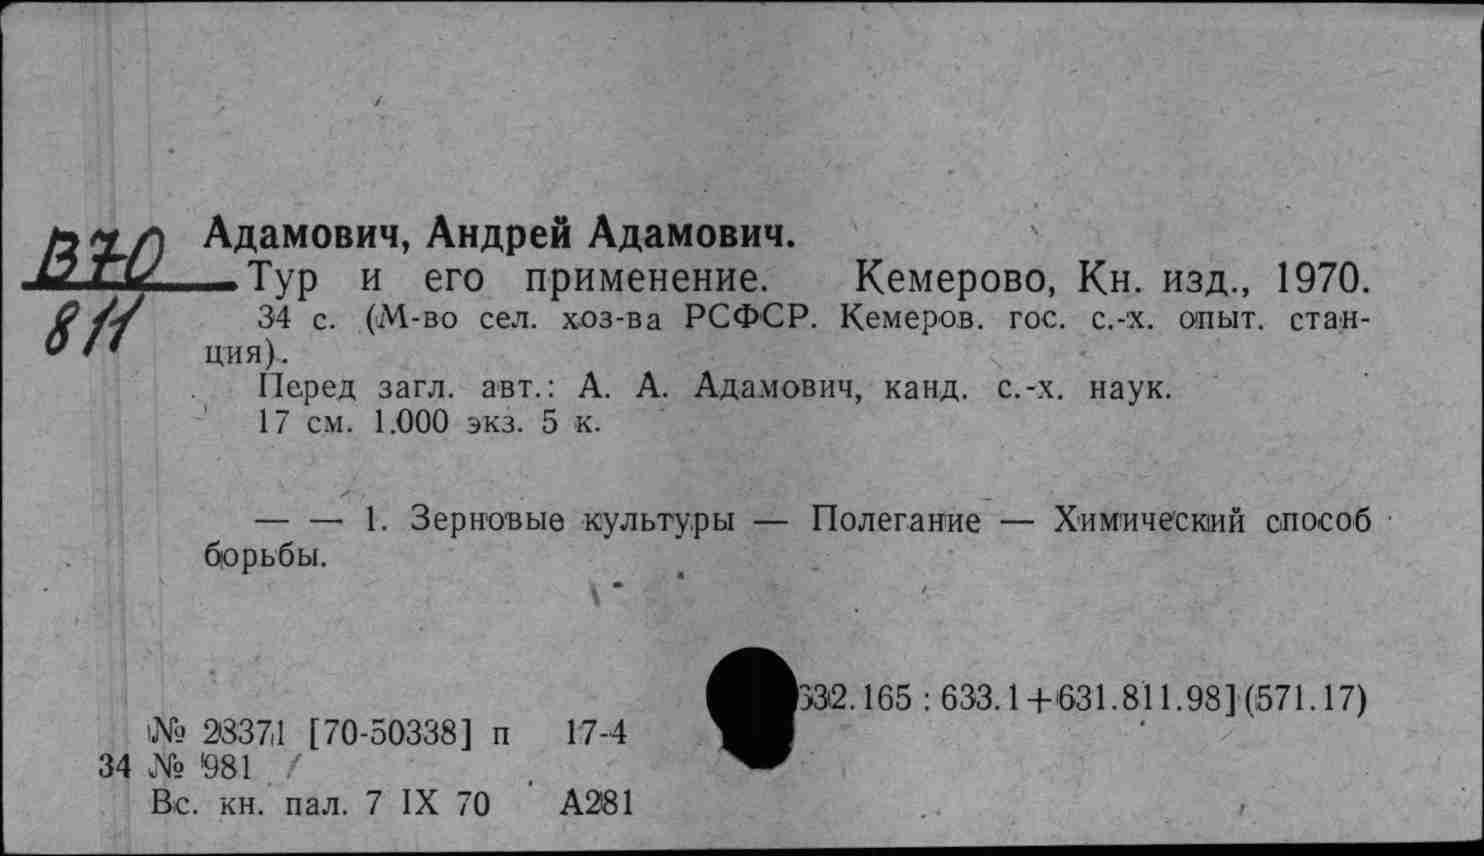 Адамович, Андрей Адамович.
В70
Тур и его применение. Кемерово, Кн. изд., 1970.
811
34 с. (М-во сел. хоз-ва РСФСР. Кемеров. гос. с.-х. опыт. стан-
ция).
Перед загл. авт.: А. А. Адамович, канд. с.-х. наук.
17 см. 1.000 экз. 5 к.
— — 1. Зерновые культуры — Полегание — Химический способ
борьбы.
632.165 : 633.1+631.811.98] (571.17)
№ 28371 [70-50338] п 17-4
34 № 981
Вс. кн. пал. 7 IX 70 А281